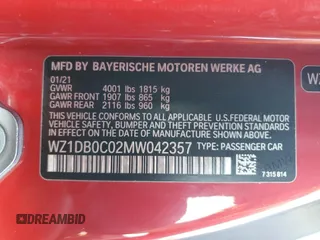 MFD BY BAYERISCHE MOTOREN WERKE AG
01/21
GVWR 4001 lbs 1815 kg
GAWR FRONT 1907 lbs 865 kg
GAWR REAR 2116 lbs 960 kg
THIS VEHICLE CONFORMS TO ALL APPLICABLE
U.S.FEDERAL MOTOR VEHICLE SAFETY, BUMPER,
AND THEFT PREVENTION STANDARDS IN EFFECT
ON THE DATE OF MANUFACTURE SHOWN ABOVE.
WZ1DB0C02MW042357 TYPE: PASSENGER CAR
7 315 614
WZ
DREAMBID